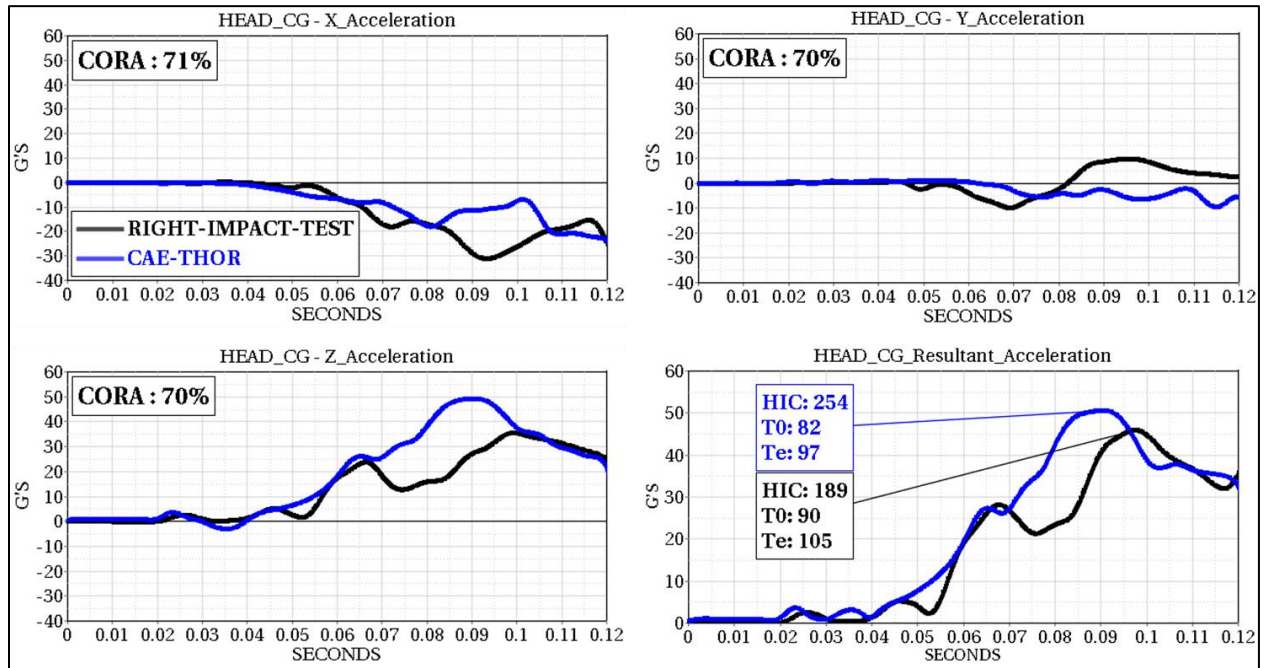 HEAD_CG - X_Acceleration
60
50
40
30
20
10
0
-10
-20
-30
-40
G'S
CORA : 71%
RIGHT-IMPACT-TEST
CAE-THOR
0 0.01 0.02 0.03 0.04 0.05 0.06 0.07 0.08 0.09 0.1 0.11 0.12
SECONDS
HEAD_CG - Y_Acceleration
60
50
40
30
20
10
0
-10
-20
-30
-40
G'S
CORA : 70%
0 0.01 0.02 0.03 0.04 0.05 0.06 0.07 0.08 0.09 0.1 0.11 0.12
SECONDS
HEAD_CG - Z_Acceleration
60
50
40
30
20
10
0
-10
-20
-30
-40
G'S
CORA : 70%
0 0.01 0.02 0.03 0.04 0.05 0.06 0.07 0.08 0.09 0.1 0.11 0.12
SECONDS
HEAD_CG_Resultant_Acceleration
60
50
40
30
20
10
0
G'S
HIC: 254
T0: 82
Te: 97
HIC: 189
T0: 90
Te: 105
0 0.01 0.02 0.03 0.04 0.05 0.06 0.07 0.08 0.09 0.1 0.11 0.12
SECONDS